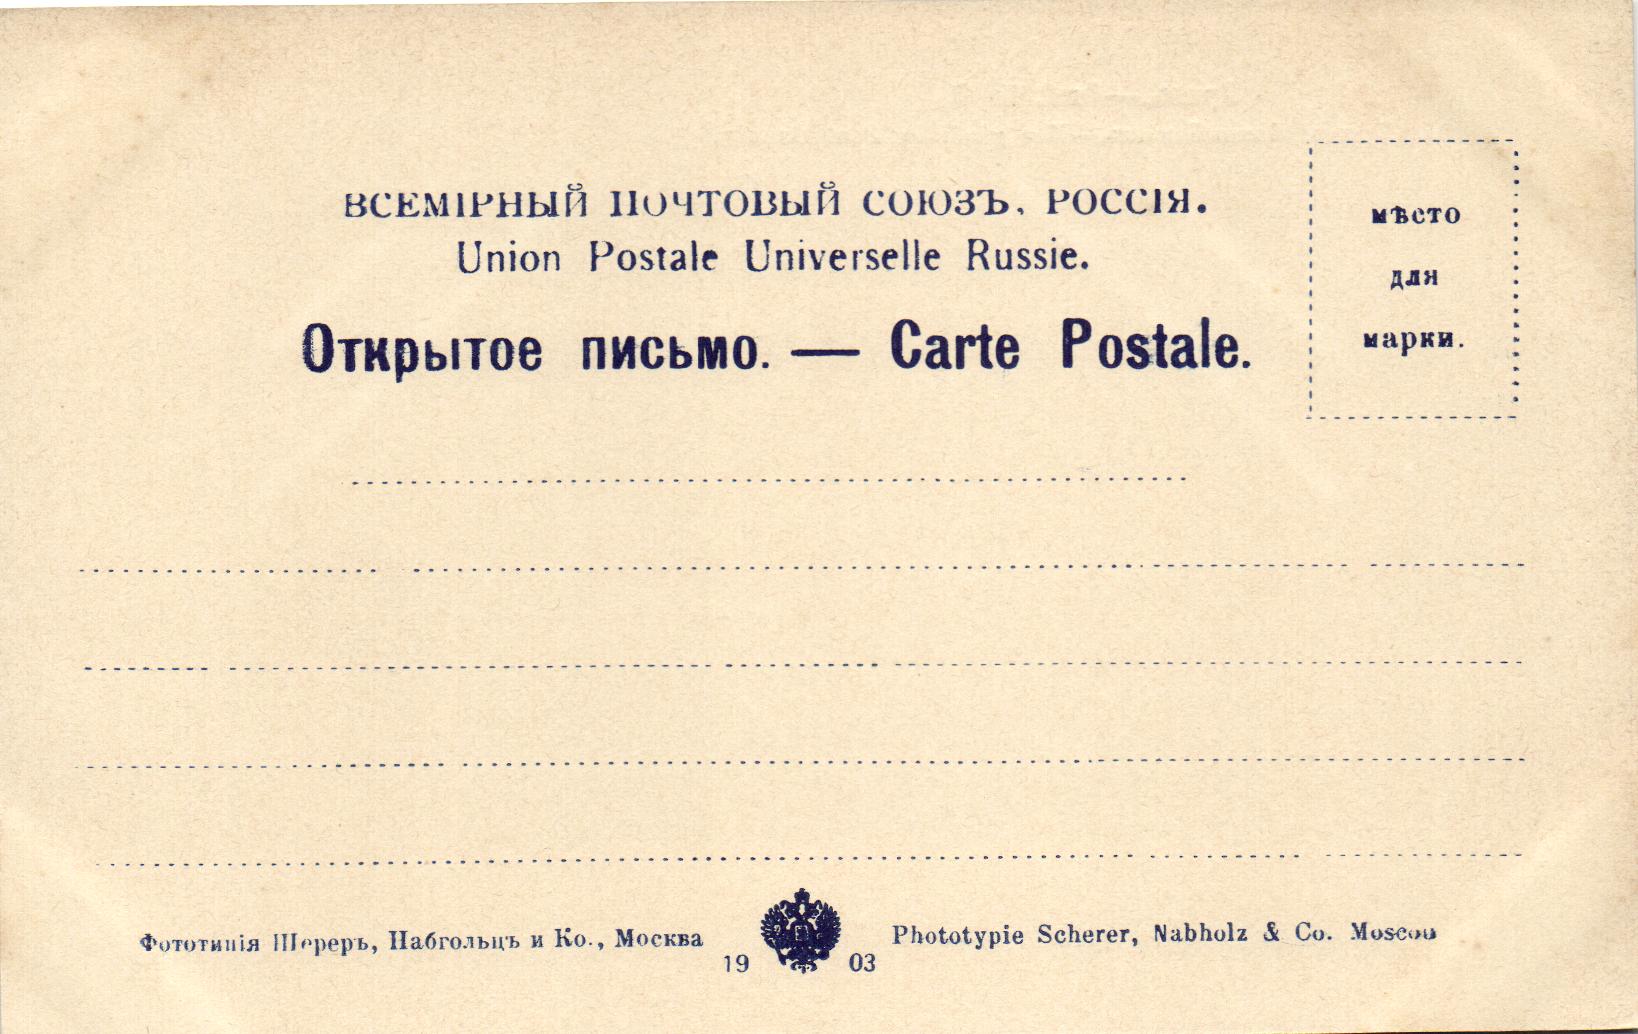 ВСЕМІРНЫЙ ПОЧТОВЫЙ СОЮЗЪ, РОССІЯ.
Union Postale Universelle Russie.
Открытое письмо. — Carte Postale.
мѣсто
для
марки.
Фототипія Шереръ, Набгольцъ и Ко., Москва
19 03
Phototypie Scherer, Nabholz & Co. Moscou